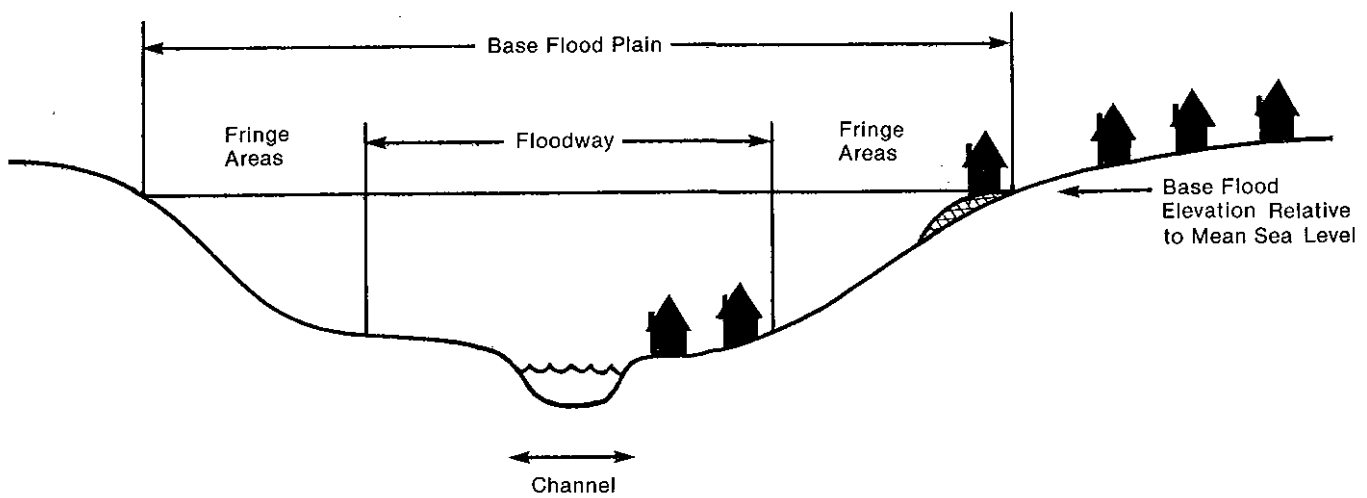 Base Flood Plain
Fringe
Areas
Floodway
Fringe
Areas
Base Flood
Elevation Relative
to Mean Sea Level
Channel